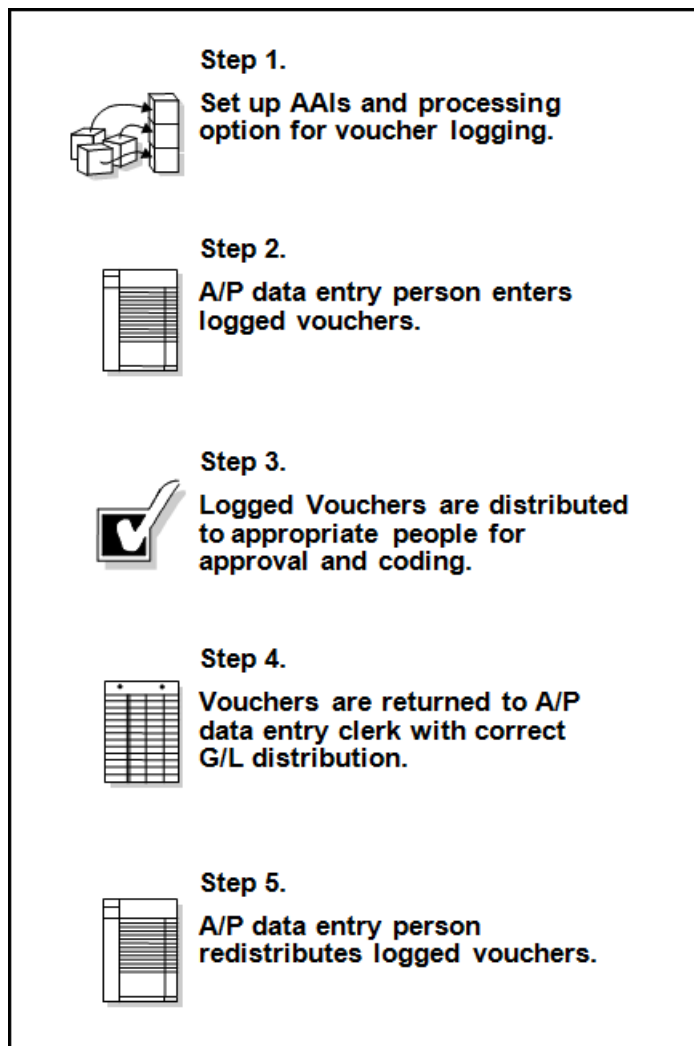 Step 1.
Set up AAIs and processing
option for voucher logging.
Step 2.
A/P data entry person enters
logged vouchers.
Step 3.
Logged Vouchers are distributed
to appropriate people for
approval and coding.
Step 4.
Vouchers are returned to A/P
data entry clerk with correct
G/L distribution.
Step 5.
A/P data entry person
redistributes logged vouchers.